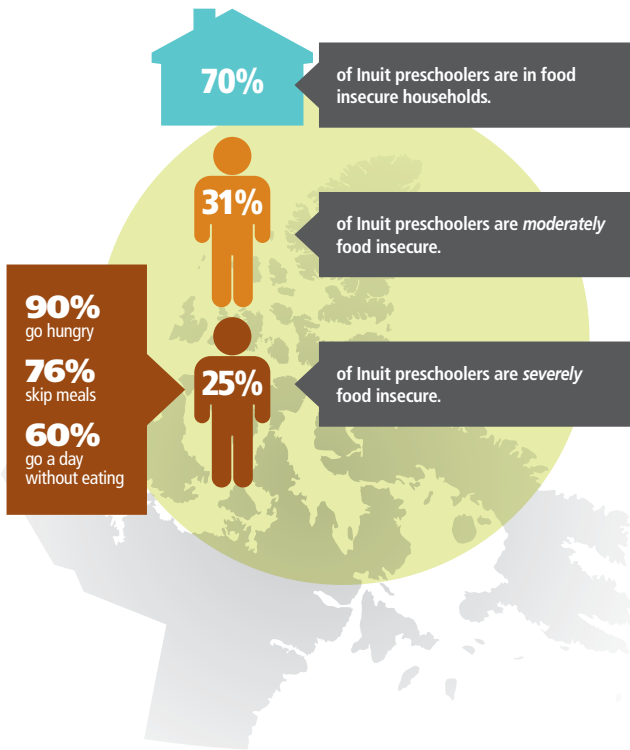 70%
of Inuit preschoolers are in food
insecure households.
31%
of Inuit preschoolers are moderately
food insecure.
90%
go hungry
76%
skip meals
60%
go a day
without eating
25%
of Inuit preschoolers are severely
food insecure.